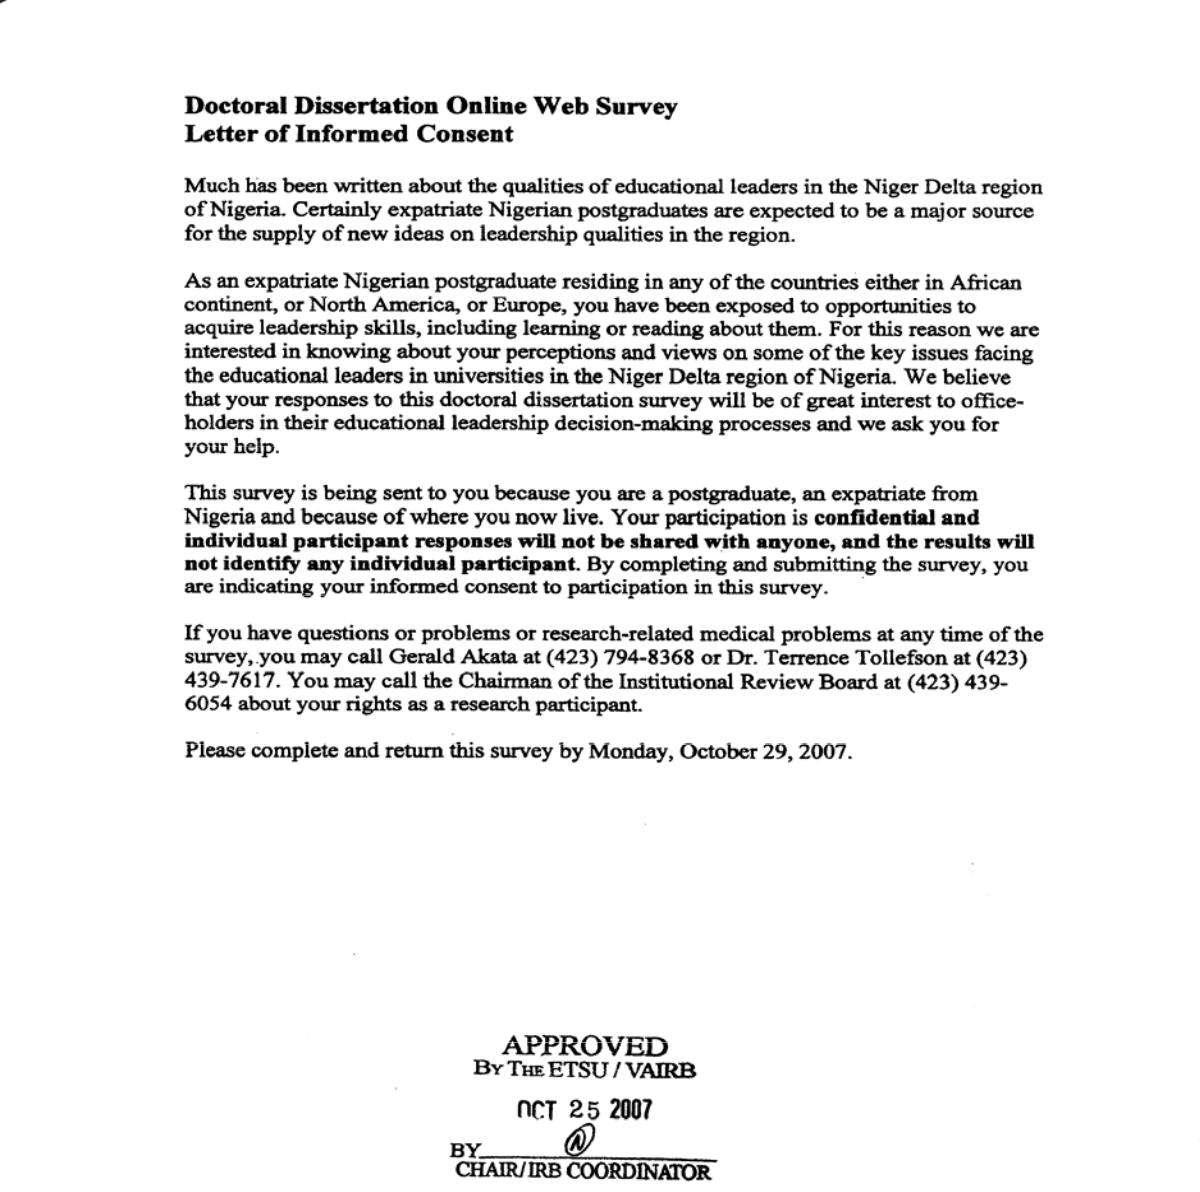 Doctoral Dissertation Online Web Survey
Letter of Informed Consent
Much has been written about the qualities of educational leaders in the Niger Delta region
of Nigeria. Certainly expatriate Nigerian postgraduates are expected to be a major source
for the supply of new ideas on leadership qualities in the region.
As an expatriate Nigerian postgraduate residing in any of the countries either in African
continent, or North America, or Europe, you have been exposed to opportunities to
acquire leadership skills, including learning or reading about them. For this reason we are
interested in knowing about your perceptions and views on some of the key issues facing
the educational leaders in universities in the Niger Delta region of Nigeria. We believe
that your responses to this doctoral dissertation survey will be of great interest to office-
holders in their educational leadership decision-making processes and we ask you for
your help.
This survey is being sent to you because you are a postgraduate, an expatriate from
Nigeria and because of where you now live. Your participation is confidential and
individual participant responses will not be shared with anyone, and the results will
not identify any individual participant. By completing and submitting the survey, you
are indicating your informed consent to participation in this survey.
If you have questions or problems or research-related medical problems at any time of the
survey, you may call Gerald Akata at (423) 794-8368 or Dr. Terrence Tollefson at (423)
439-7617. You may call the Chairman of the Institutional Review Board at (423) 439-
6054 about your rights as a research participant.
Please complete and return this survey by Monday, October 29, 2007.
APPROVED
BY THE ETSU / VAIRB
OCT 25 2007
BY
CHAIR/IRB COORDINATOR